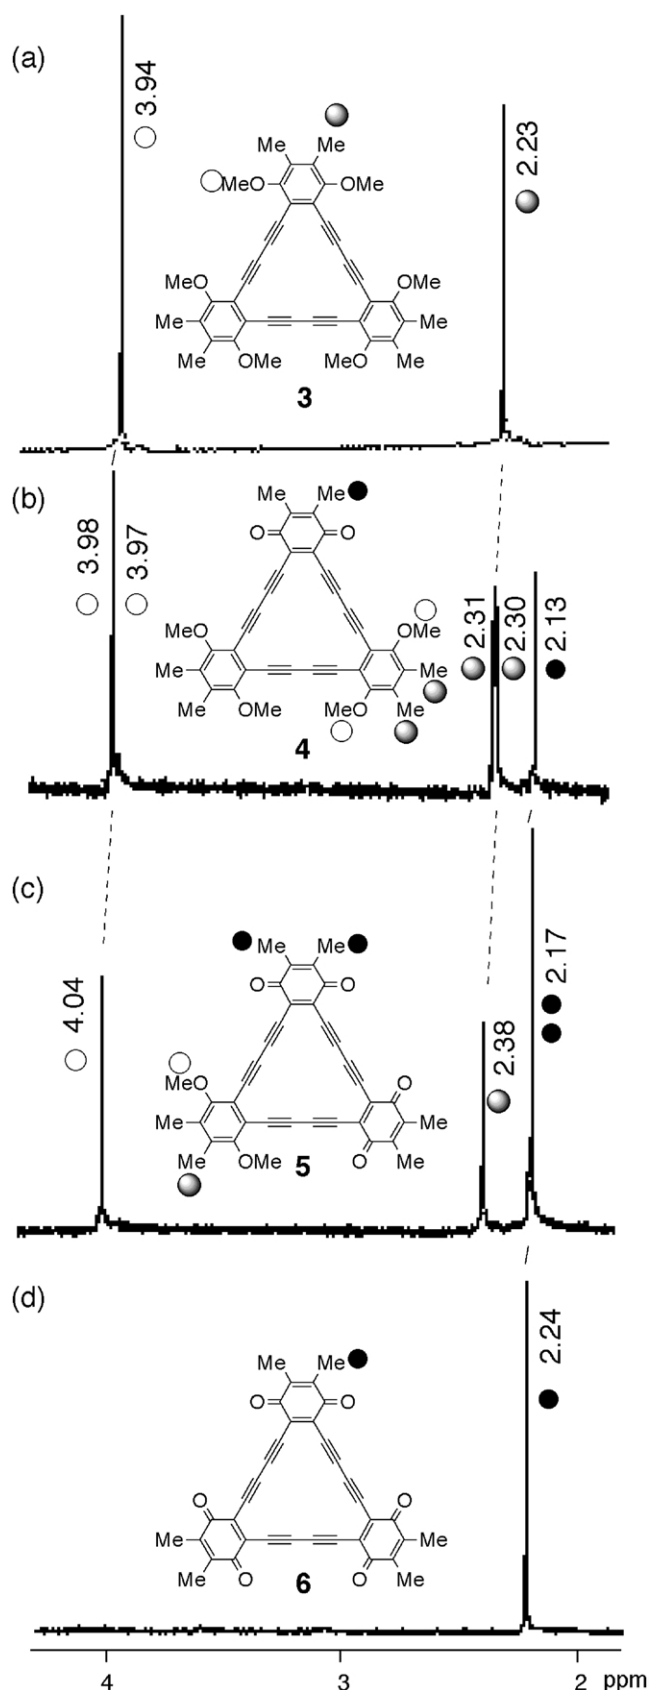 (a)
3.94
2.23
Me Me
MeO OMe
MeO OMe
Me Me
Me OMe MeO Me
3
(b)
3.98
3.97
2.31
2.30
2.13
Me Me
O O
MeO OMe
Me Me
Me OMe MeO Me
4
(c)
4.04
2.38
2.17
Me Me
O O
MeO O
Me Me
Me OMe O Me
5
(d)
2.24
Me Me
O O
O O
Me Me
Me O O Me
6
4 3 2 ppm